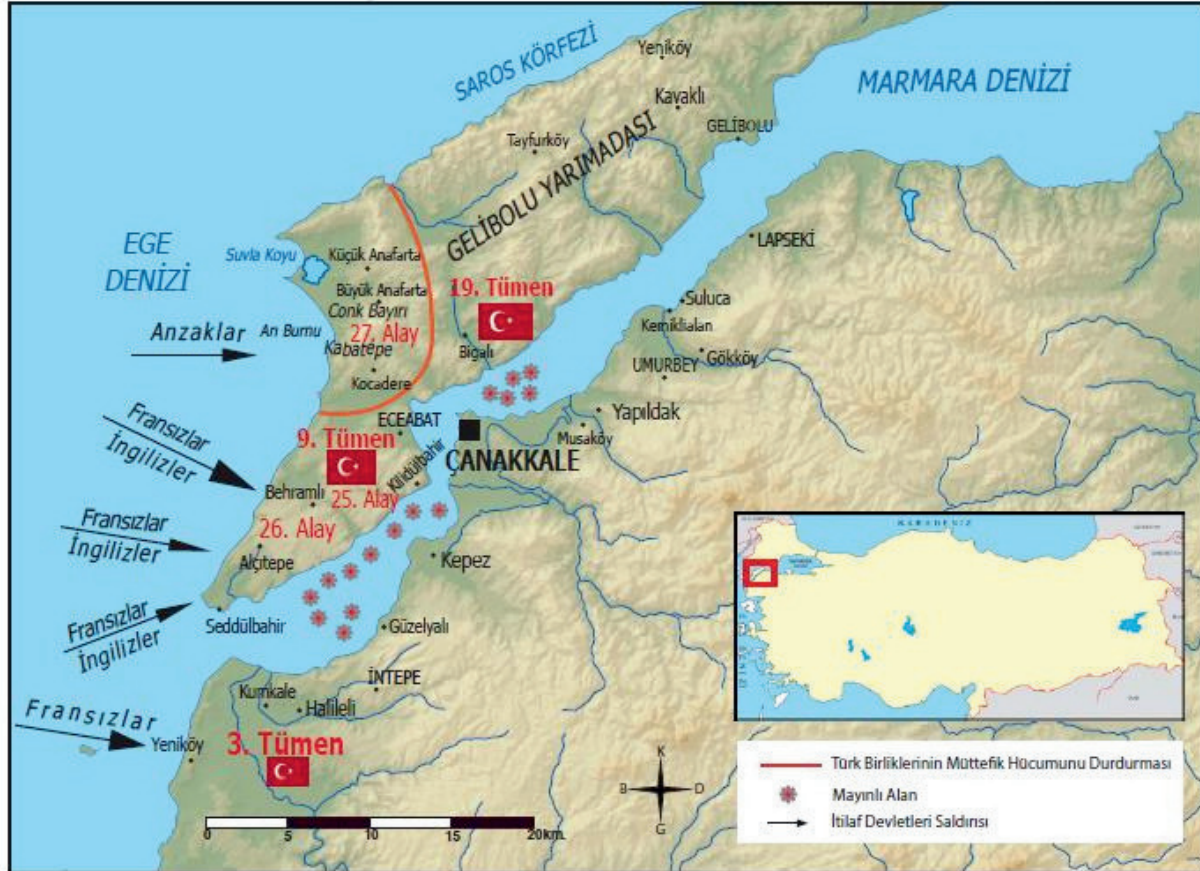 SAROS KÖRFEZİ
Yeniköy
MARMARA DENİZİ
Kavaklı
GELİBOLU
Tayfurköy
GELİBOLU YARIMADASI
EGE
DENİZİ
Suvla Koyu
Küçük Anafarta
LAPSEKİ
Büyük Anafarta
19. Tümen
Conk Bayırı
Suluca
Anzaklar
Arı Burnu
27. Alay
Kemiklialan
Kabatepe
Bigalı
Gökköy
UMURBEY
Kocadere
Yapıldak
Fransızlar
İngilizler
ECEABAT
9. Tümen
Musaköy
ÇANAKKALE
Kilidülbahir
Behramlı
25. Alay
26. Alay
Fransızlar
İngilizler
Alçıtepe
Kepez
KARADENİZ
Fransızlar
İngilizler
Seddülbahir
Güzelyalı
İNTEPE
Kumkale
Halileli
Fransızlar
Yeniköy
3. Tümen
K
B
D
G
0 5 10 15 20km.
Türk Birliklerinin Müttefik Hücumunu Durdurması
Mayınlı Alan
İtilaf Devletleri Saldırısı